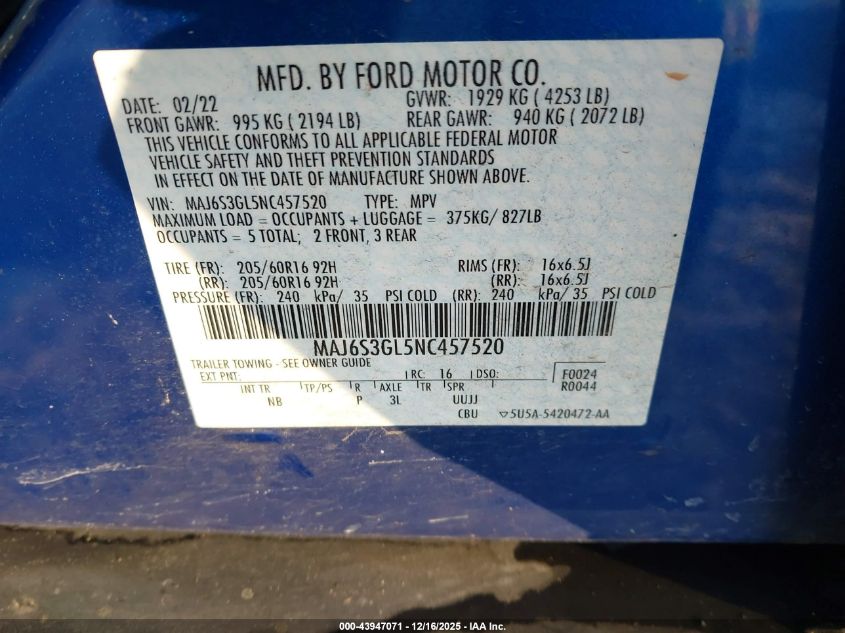 MFD. BY FORD MOTOR CO.
DATE: 02/22 GVWR: 1929 KG ( 4253 LB)
FRONT GAWR: 995 KG ( 2194 LB) REAR GAWR: 940 KG ( 2072 LB)
THIS VEHICLE CONFORMS TO ALL APPLICABLE FEDERAL MOTOR
VEHICLE SAFETY AND THEFT PREVENTION STANDARDS
IN EFFECT ON THE DATE OF MANUFACTURE SHOWN ABOVE.
VIN: MAJ6S3GL5NC457520 TYPE: MPV
MAXIMUM LOAD = OCCUPANTS + LUGGAGE = 375KG/ 827LB
OCCUPANTS = 5 TOTAL; 2 FRONT, 3 REAR
TIRE (FR): 205/60R16 92H RIMS (FR): 16x6.5J
(RR): 205/60R16 92H (RR): 16x6.5J
PRESSURE (FR): 240 kPa/ 35 PSI COLD (RR): 240 kPa/ 35 PSI COLD
MAJ6S3GL5NC457520
TRAILER TOWING - SEE OWNER GUIDE
EXT PNT: RC: 16 DSO: F0024
INT TR TP/PS R AXLE TR SPR R0044
NB P 3L UUJJ
CBU 5U5A-5420472-AA
000-43947071 - 12/16/2025 - IAA Inc.